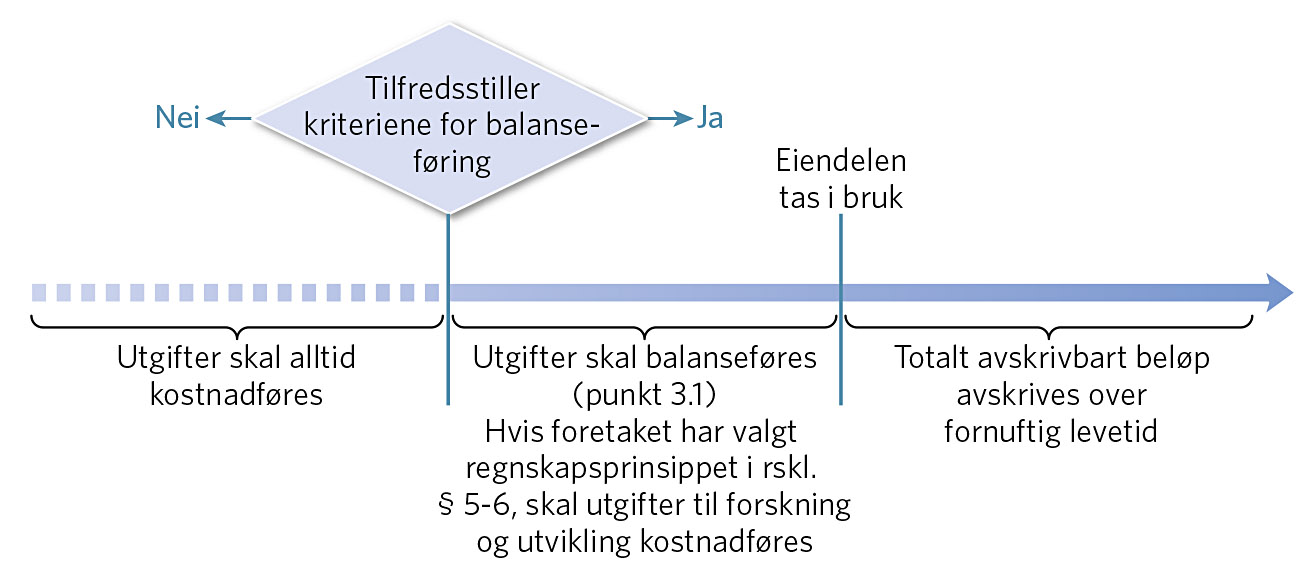 Tilfredsstiller
kriteriene for balanse-
føring
Nei
Ja
Eiendelen
tas i bruk
Utgifter skal alltid
kostnadføres
Utgifter skal balanseføres
(punkt 3.1)
Hvis foretaket har valgt
regnskapsprinsippet i rskl.
§ 5-6, skal utgifter til forskning
og utvikling kostnadføres
Totalt avskrivbart beløp
avskrives over
fornuftig levetid